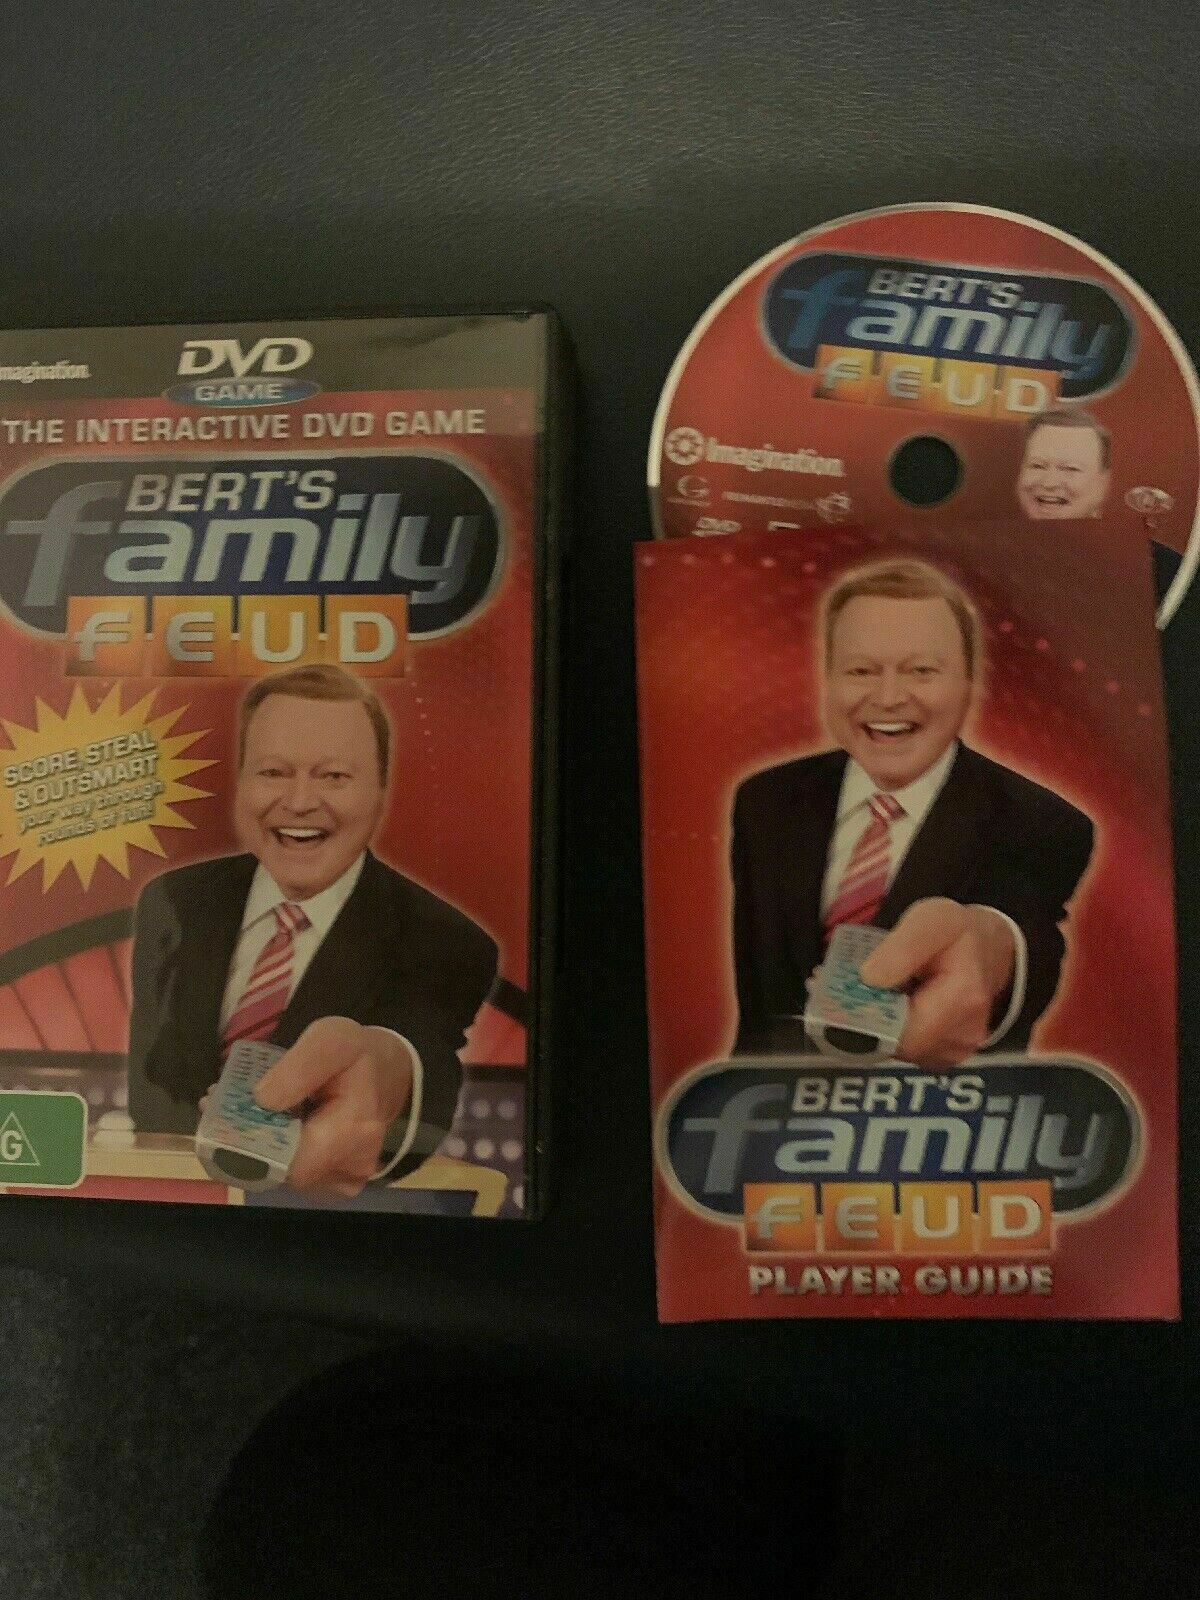 Imagination
DVD
GAME
THE INTERACTIVE DVD GAME
BERT'S
family
FEUD
SCORE, STEAL
& OUTSMART
your way through
rounds of fun!
G
BERT'S
family
FEUD
Imagination
DVD
BERT'S
family
FEUD
PLAYER GUIDE